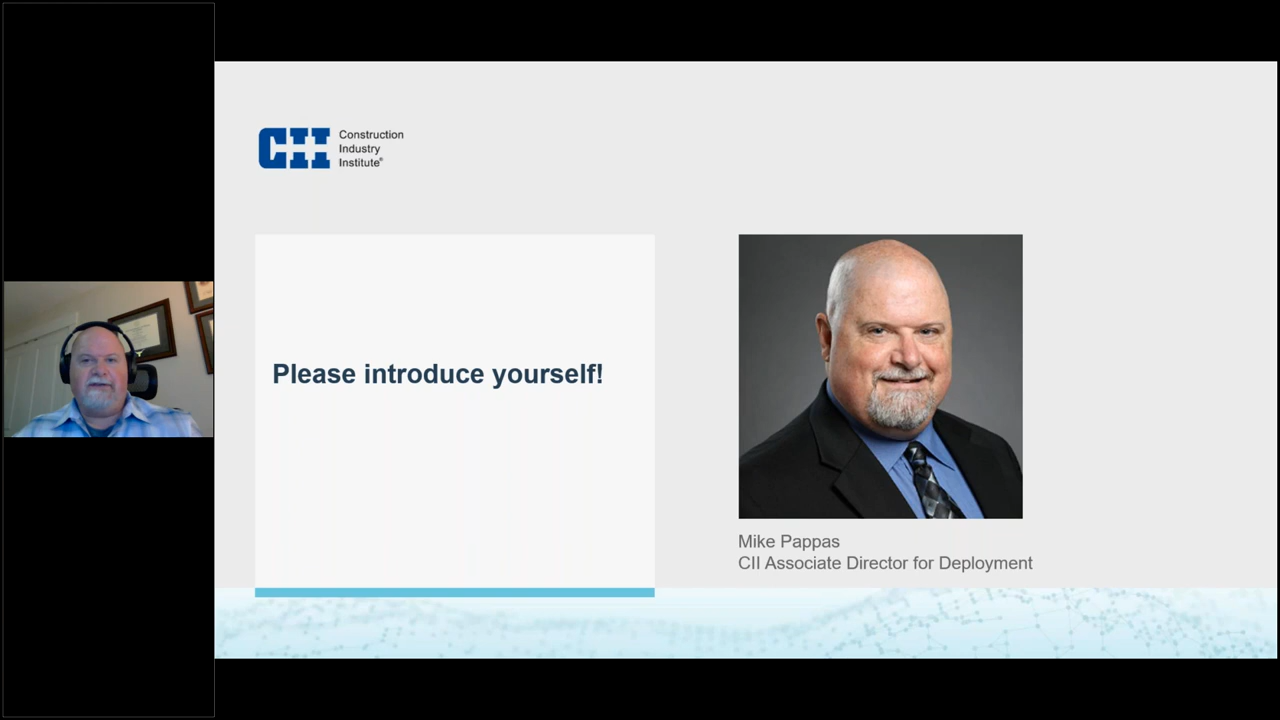 CII
Construction
Industry
Institute®
Please introduce yourself!
Mike Pappas
CII Associate Director for Deployment